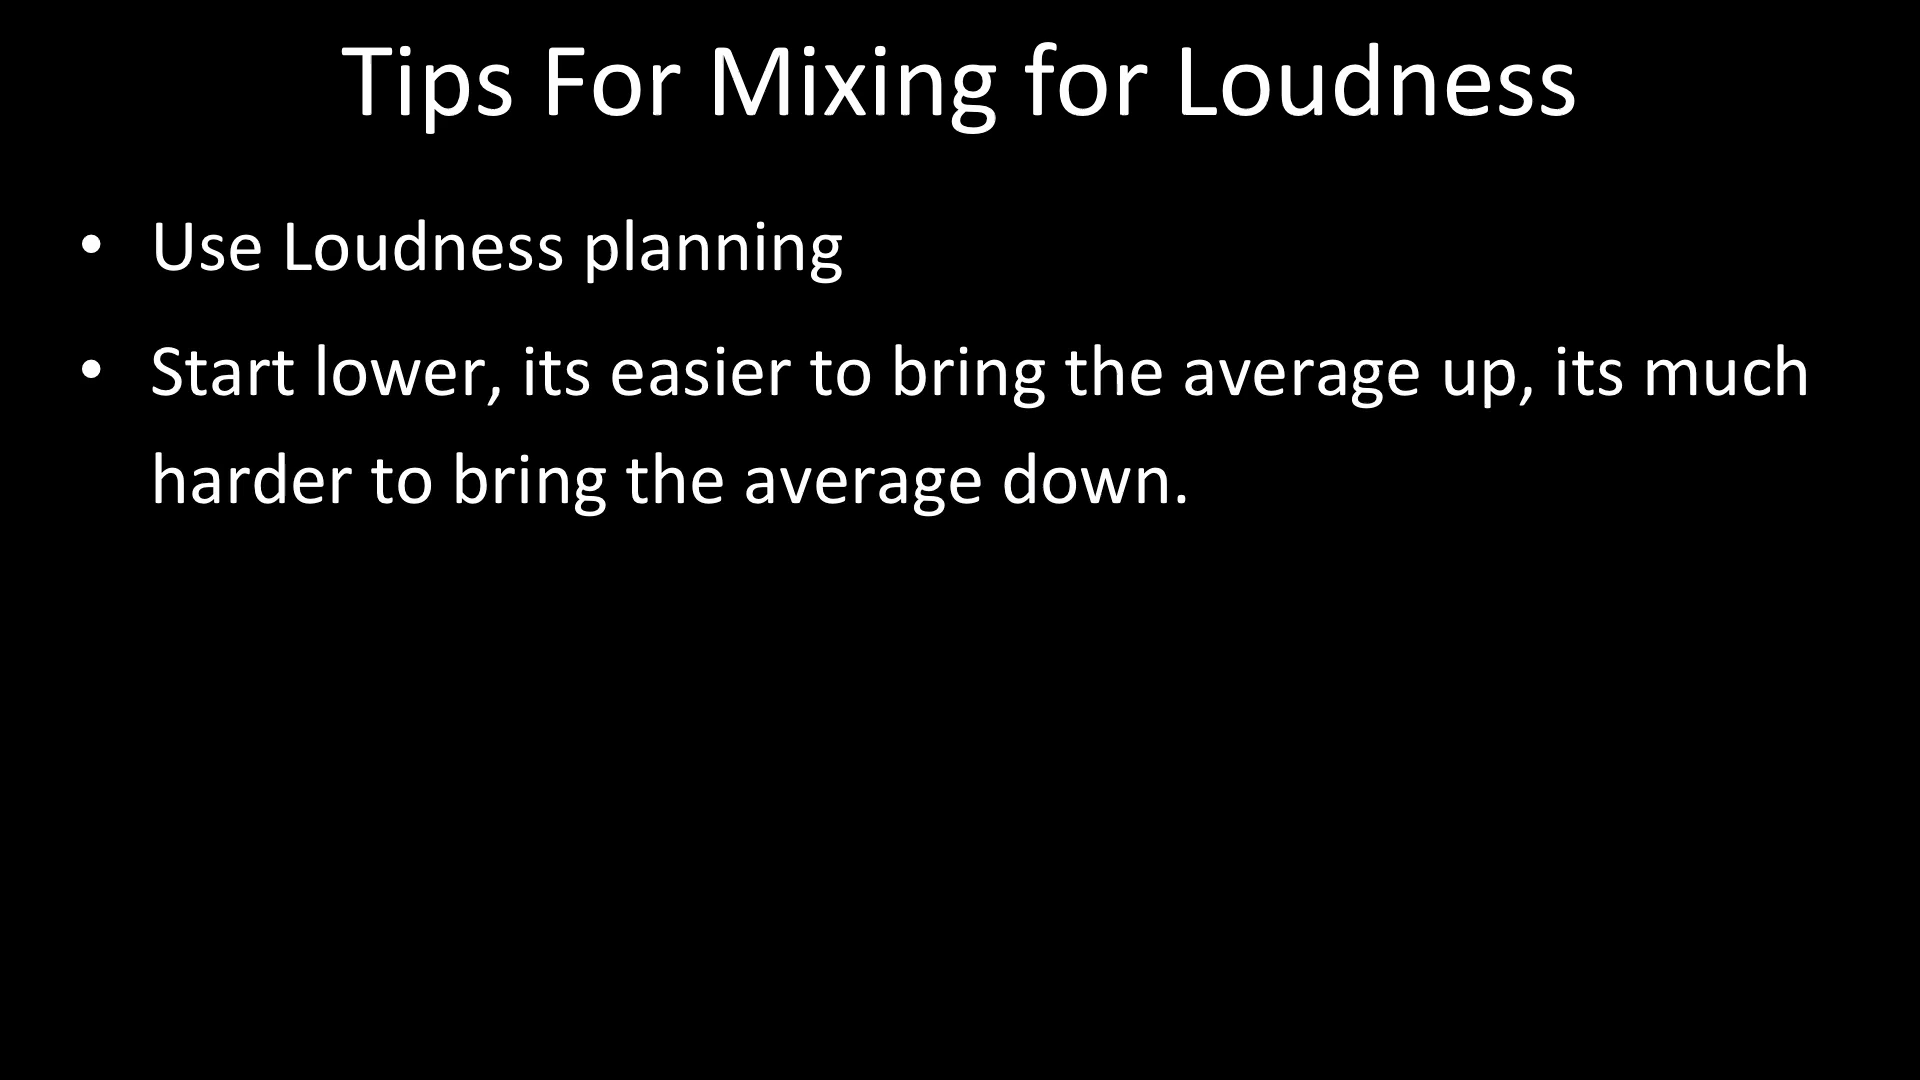 Tips For Mixing for Loudness
• Use Loudness planning
• Start lower, its easier to bring the average up, its much
harder to bring the average down.